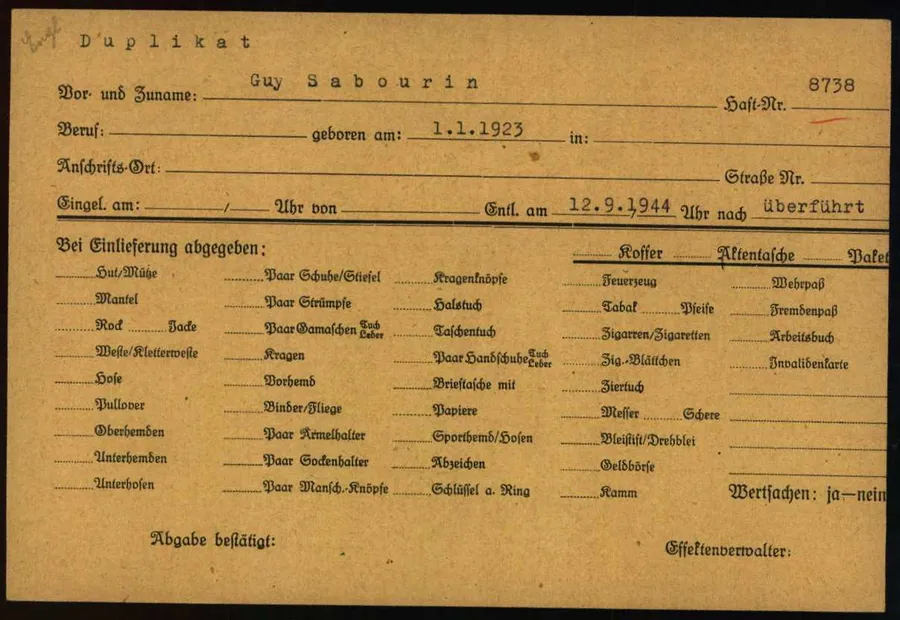 Engl
Duplikat
Vor- und Zuname: Guy Sabourin Haft-Nr. 8738
Beruf: geboren am: 1.1.1923 in:
Anschrifts-Ort: Straße Nr.
Eingel. am: / Uhr von Entl. am 12.9.1944 Uhr nach überführt
Bei Einlieferung abgegeben: Koffer Aktentasche Paket
Hut/Mütze Paar Schuhe/Stiefel Kragenknöpfe Feuerzeug Wehrpaß
Mantel Paar Strümpfe Halstuch Tabak Pfeife Fremdenpaß
Rock Jacke Paar Gamaschen Tuch Leder Taschentuch Zigarren/Zigaretten Arbeitsbuch
Weste/Kletterweste Kragen Paar Handschuhe Tuch Leder Zig.-Blättchen Invalidenkarte
Hose Vorhemd Brieftasche mit Ziertuch
Pullover Binder/Fliege Papiere Messer Schere
Oberhemden Paar Ärmelhalter Sporthemd/Hosen Bleistift/Drehblei
Unterhemden Paar Sockenhalter Abzeichen Geldbörse
Unterhosen Paar Mansch.-Knöpfe Schlüssel a. Ring Kamm Wertsachen: ja—nein
Abgabe bestätigt: Effektenverwalter: